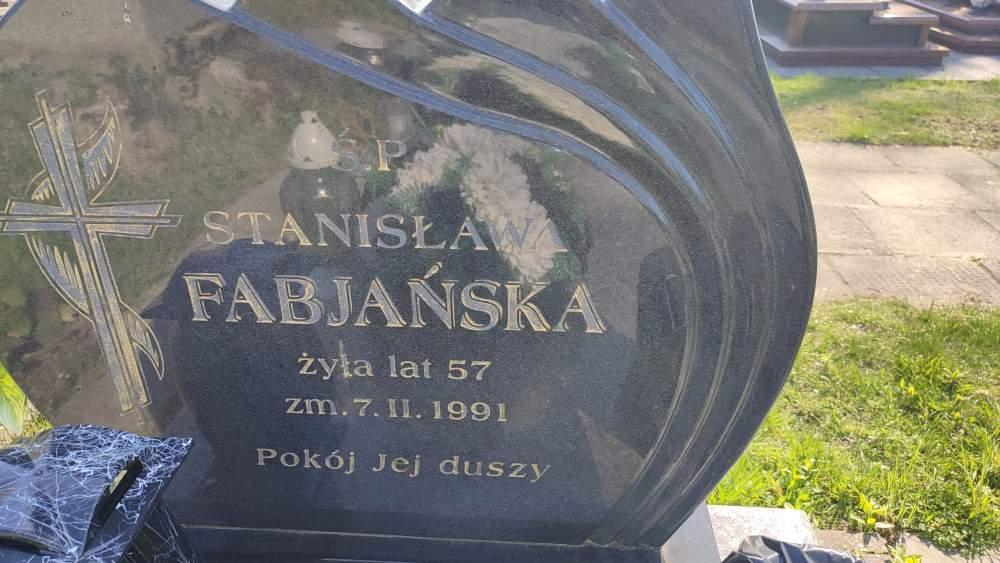 Ś.P.
STANISŁAWA
FABJAŃSKA
żyła lat 57
zm.7.II.1991
Pokój Jej duszy